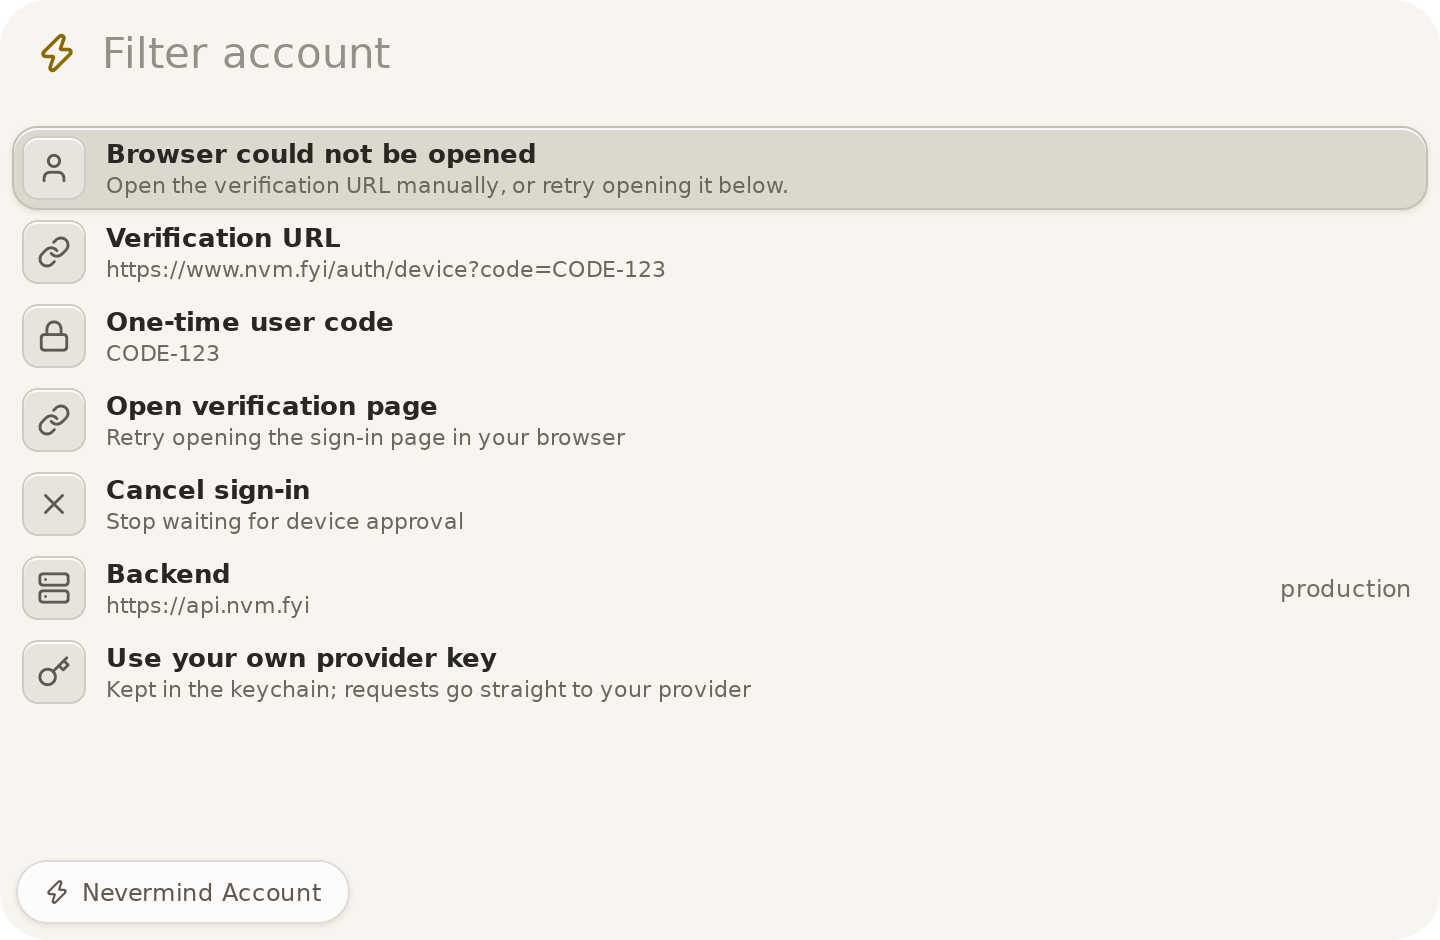 Filter account
Browser could not be opened
Open the verification URL manually, or retry opening it below.
Verification URL
https://www.nvm.fyi/auth/device?code=CODE-123
One-time user code
CODE-123
Open verification page
Retry opening the sign-in page in your browser
Cancel sign-in
Stop waiting for device approval
Backend
https://api.nvm.fyi
production
Use your own provider key
Kept in the keychain; requests go straight to your provider
Nevermind Account